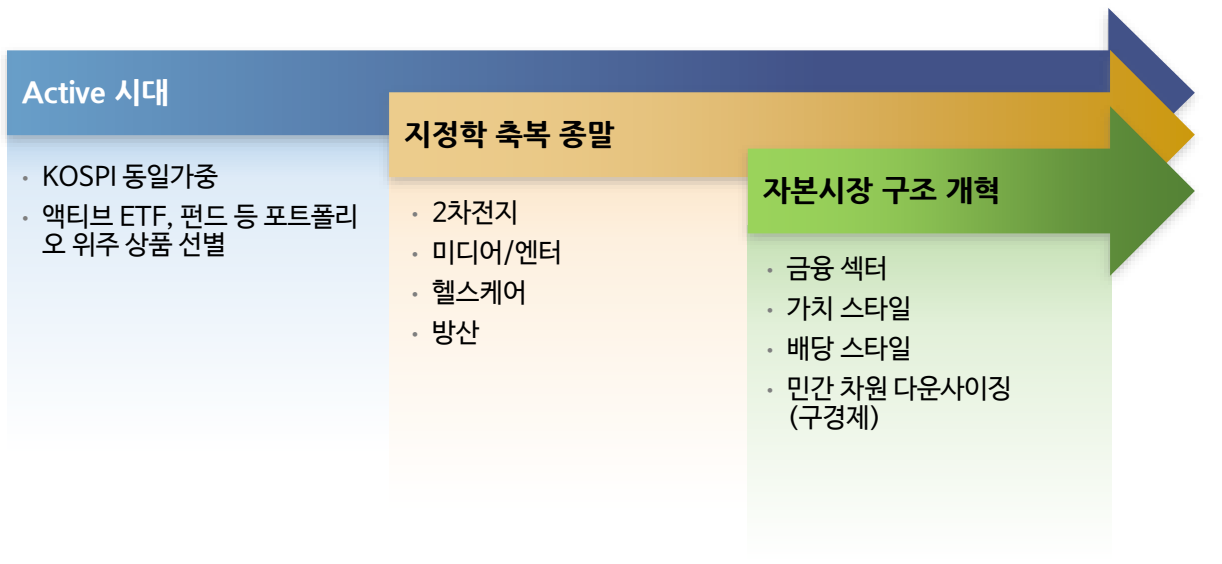 Active 시대
· KOSPI 동일가중
· 액티브 ETF, 펀드 등 포트폴리
오 위주 상품 선별
지정학 축복 종말
· 2차전지
· 미디어/엔터
· 헬스케어
· 방산
자본시장 구조 개혁
· 금융 섹터
· 가치 스타일
· 배당 스타일
· 민간 차원 다운사이징
(구경제)